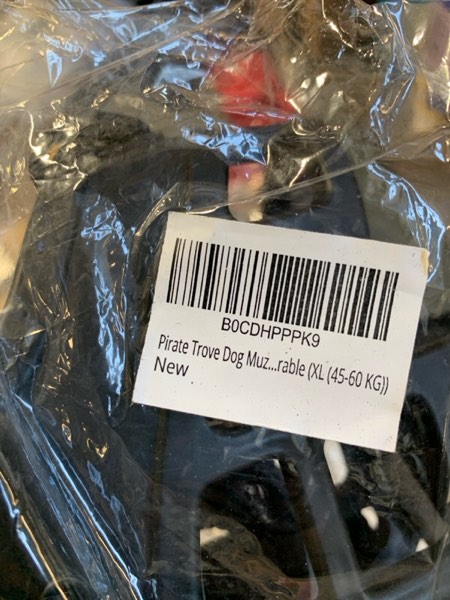 B0CDHPPPK9
Pirate Trove Dog Muz...rable (XL (45-60 KG))
New